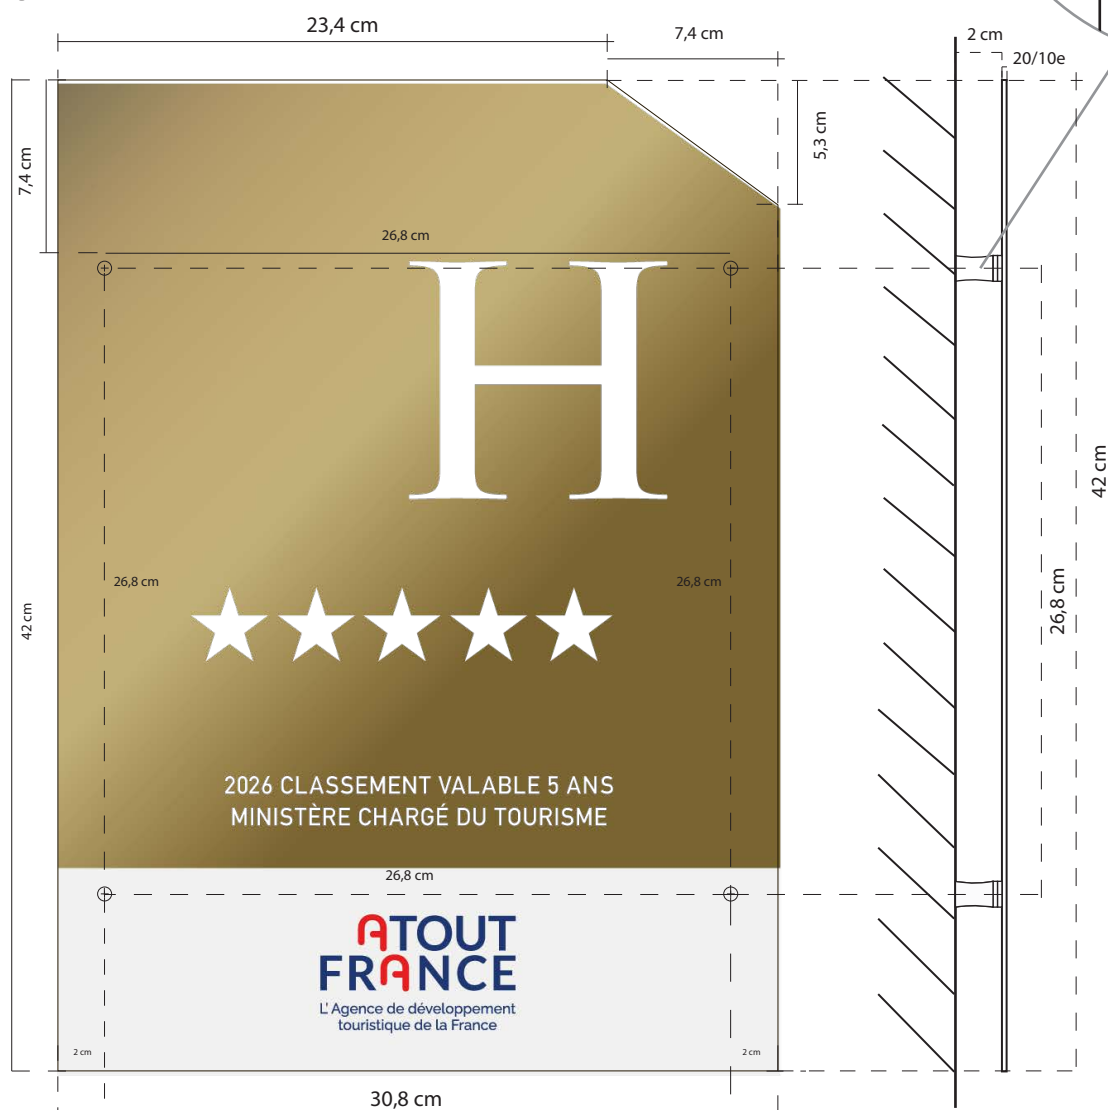 23,4 cm
7,4 cm
2 cm
20/10e
5,3 cm
7,4 cm
26,8 cm
H
42 cm
26,8 cm
26,8 cm
26,8 cm
42 cm
2026 CLASSEMENT VALABLE 5 ANS
MINISTÈRE CHARGÉ DU TOURISME
26,8 cm
ATOUT
FRANCE
L'Agence de développement
touristique de la France
2 cm
2 cm
30,8 cm